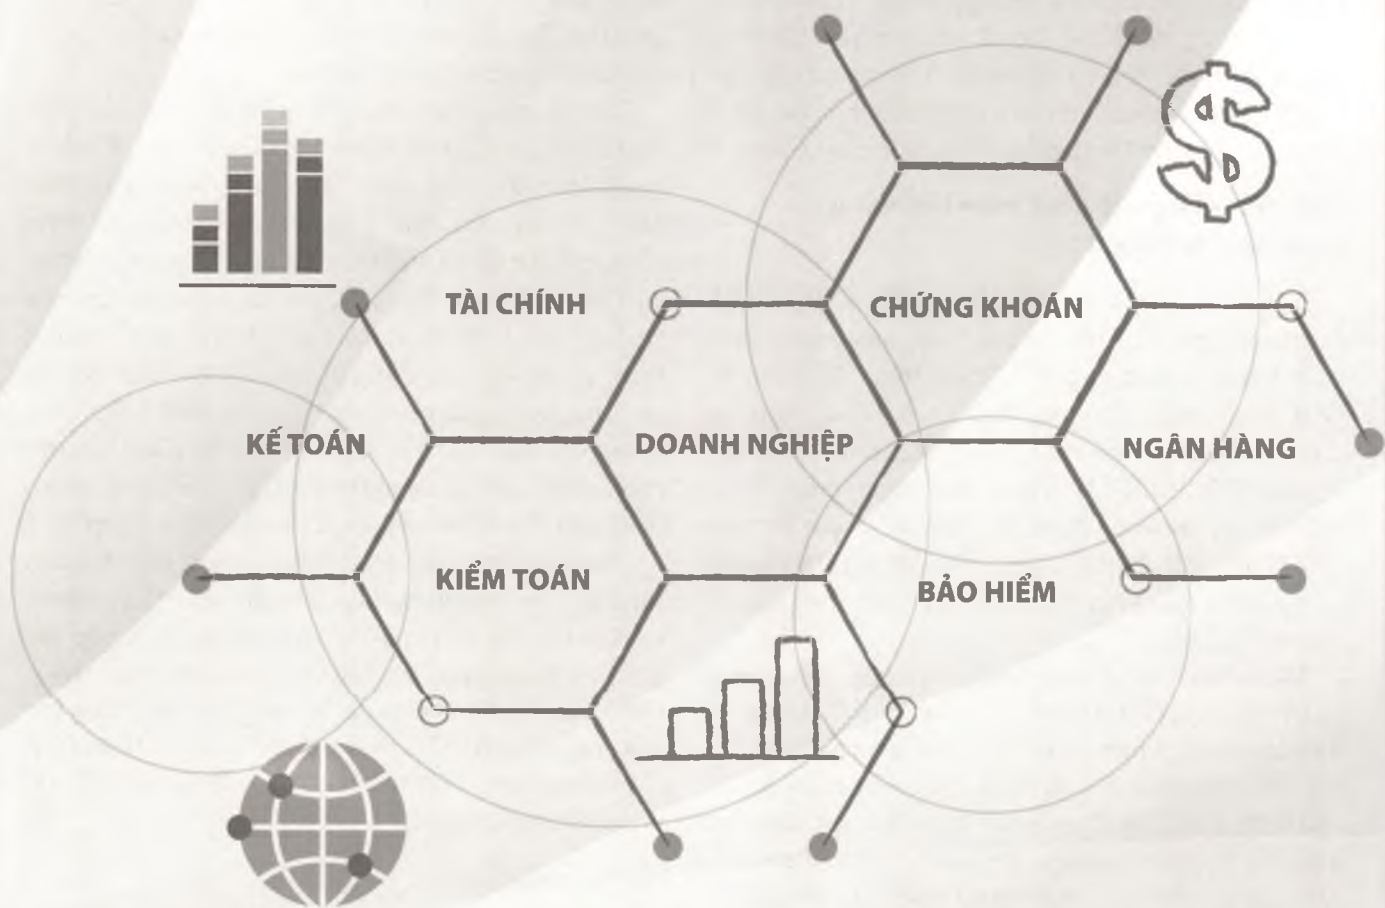 TÀI CHÍNH
CHỨNG KHOÁN
KẾ TOÁN
DOANH NGHIỆP
NGÂN HÀNG
KIỂM TOÁN
BẢO HIỂM